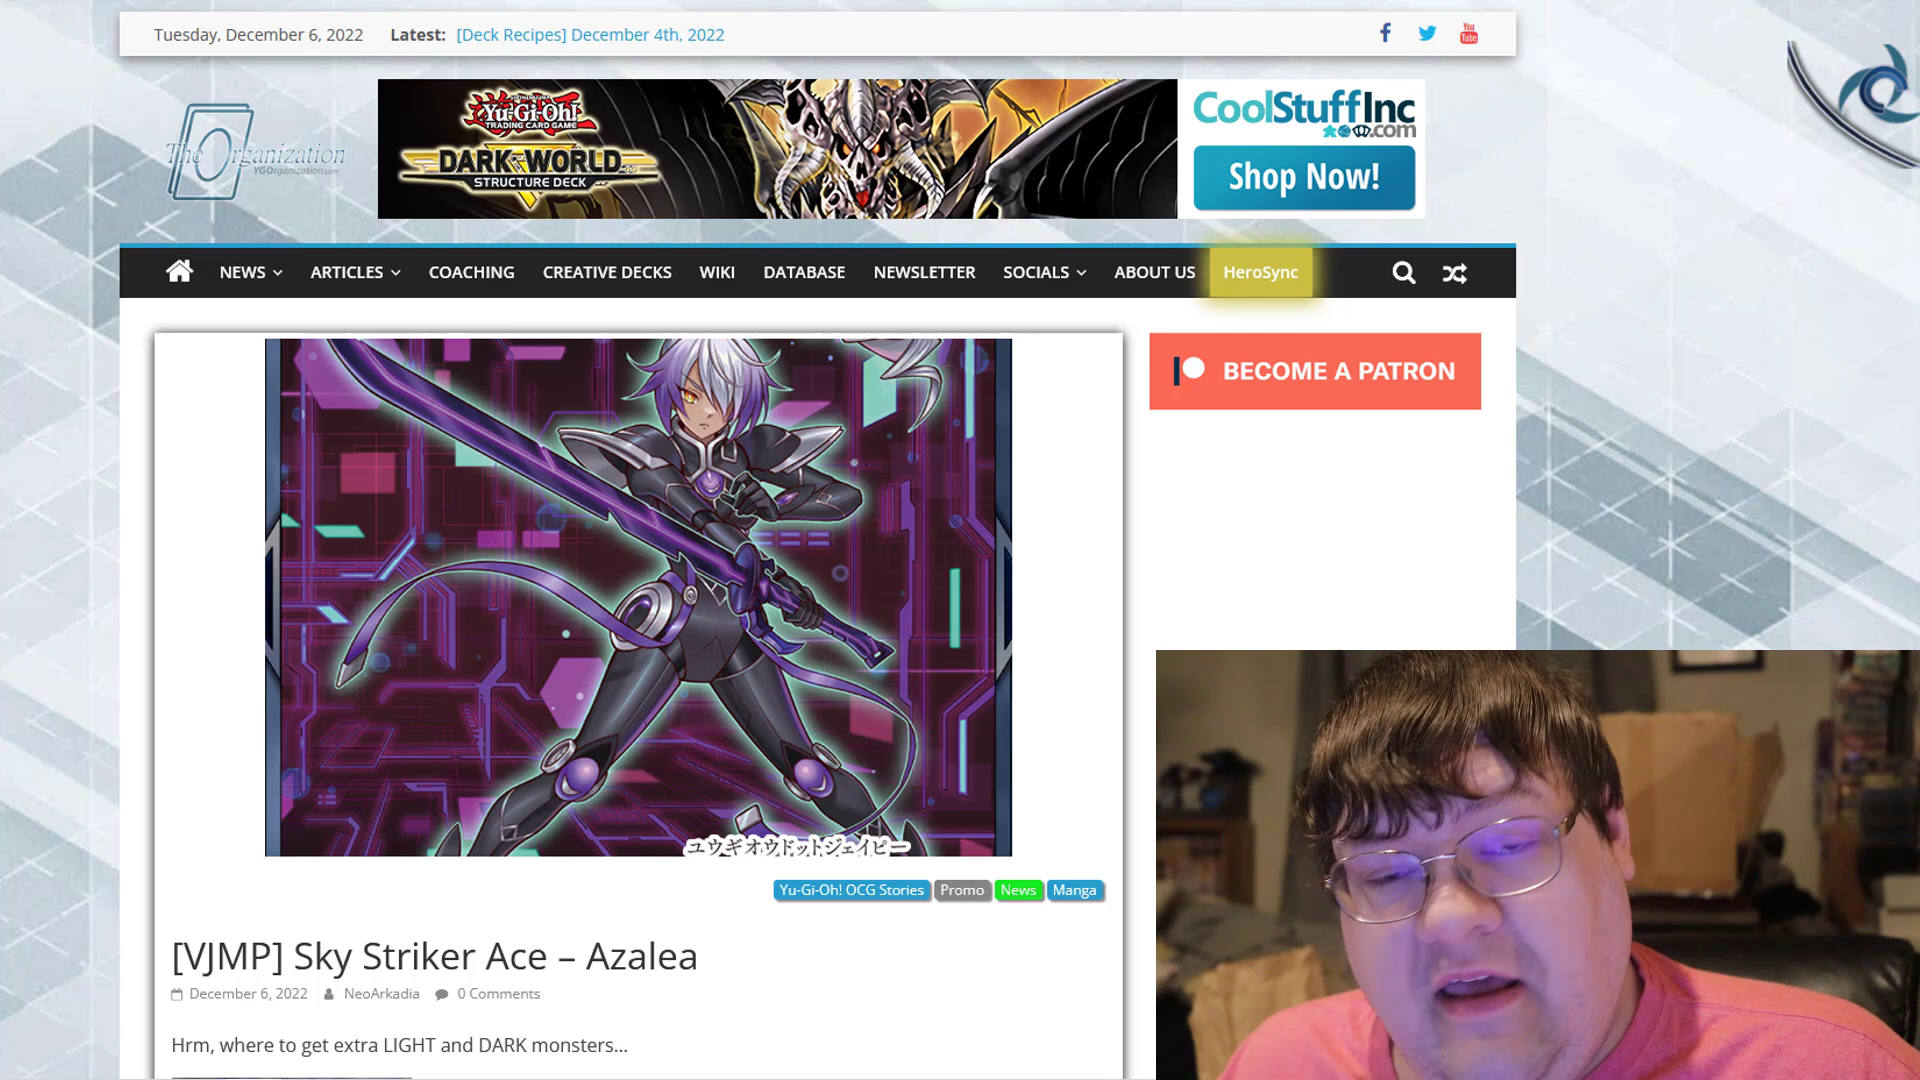 Tuesday, December 6, 2022 Latest: [Deck Recipes] December 4th, 2022
You
Tube
The Organization
YGOrganization.com
Yu-Gi-Oh!
TRADING CARD GAME
DARK WORLD
STRUCTURE DECK
CoolStuffInc
.com
Shop Now!
NEWS ARTICLES COACHING CREATIVE DECKS WIKI DATABASE NEWSLETTER SOCIALS ABOUT US HeroSync
BECOME A PATRON
ユウギオウドットジェイピー
Yu-Gi-Oh! OCG Stories Promo News Manga
[VJMP] Sky Striker Ace – Azalea
December 6, 2022 NeoArkadia 0 Comments
Hrm, where to get extra LIGHT and DARK monsters...